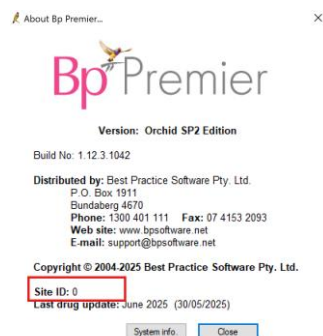 About Bp Premier...
Bp Premier
Version: Orchid SP2 Edition
Build No: 1.12.3.1042
Distributed by: Best Practice Software Pty. Ltd.
P.O. Box 1911
Bundaberg 4670
Phone: 1300 401 111 Fax: 07 4153 2093
Web site: www.bpsoftware.net
E-mail: support@bpsoftware.net
Copyright © 2004-2025 Best Practice Software Pty. Ltd.
Site ID: 0
Last drug update: June 2025 (30/05/2025)
System info. Close